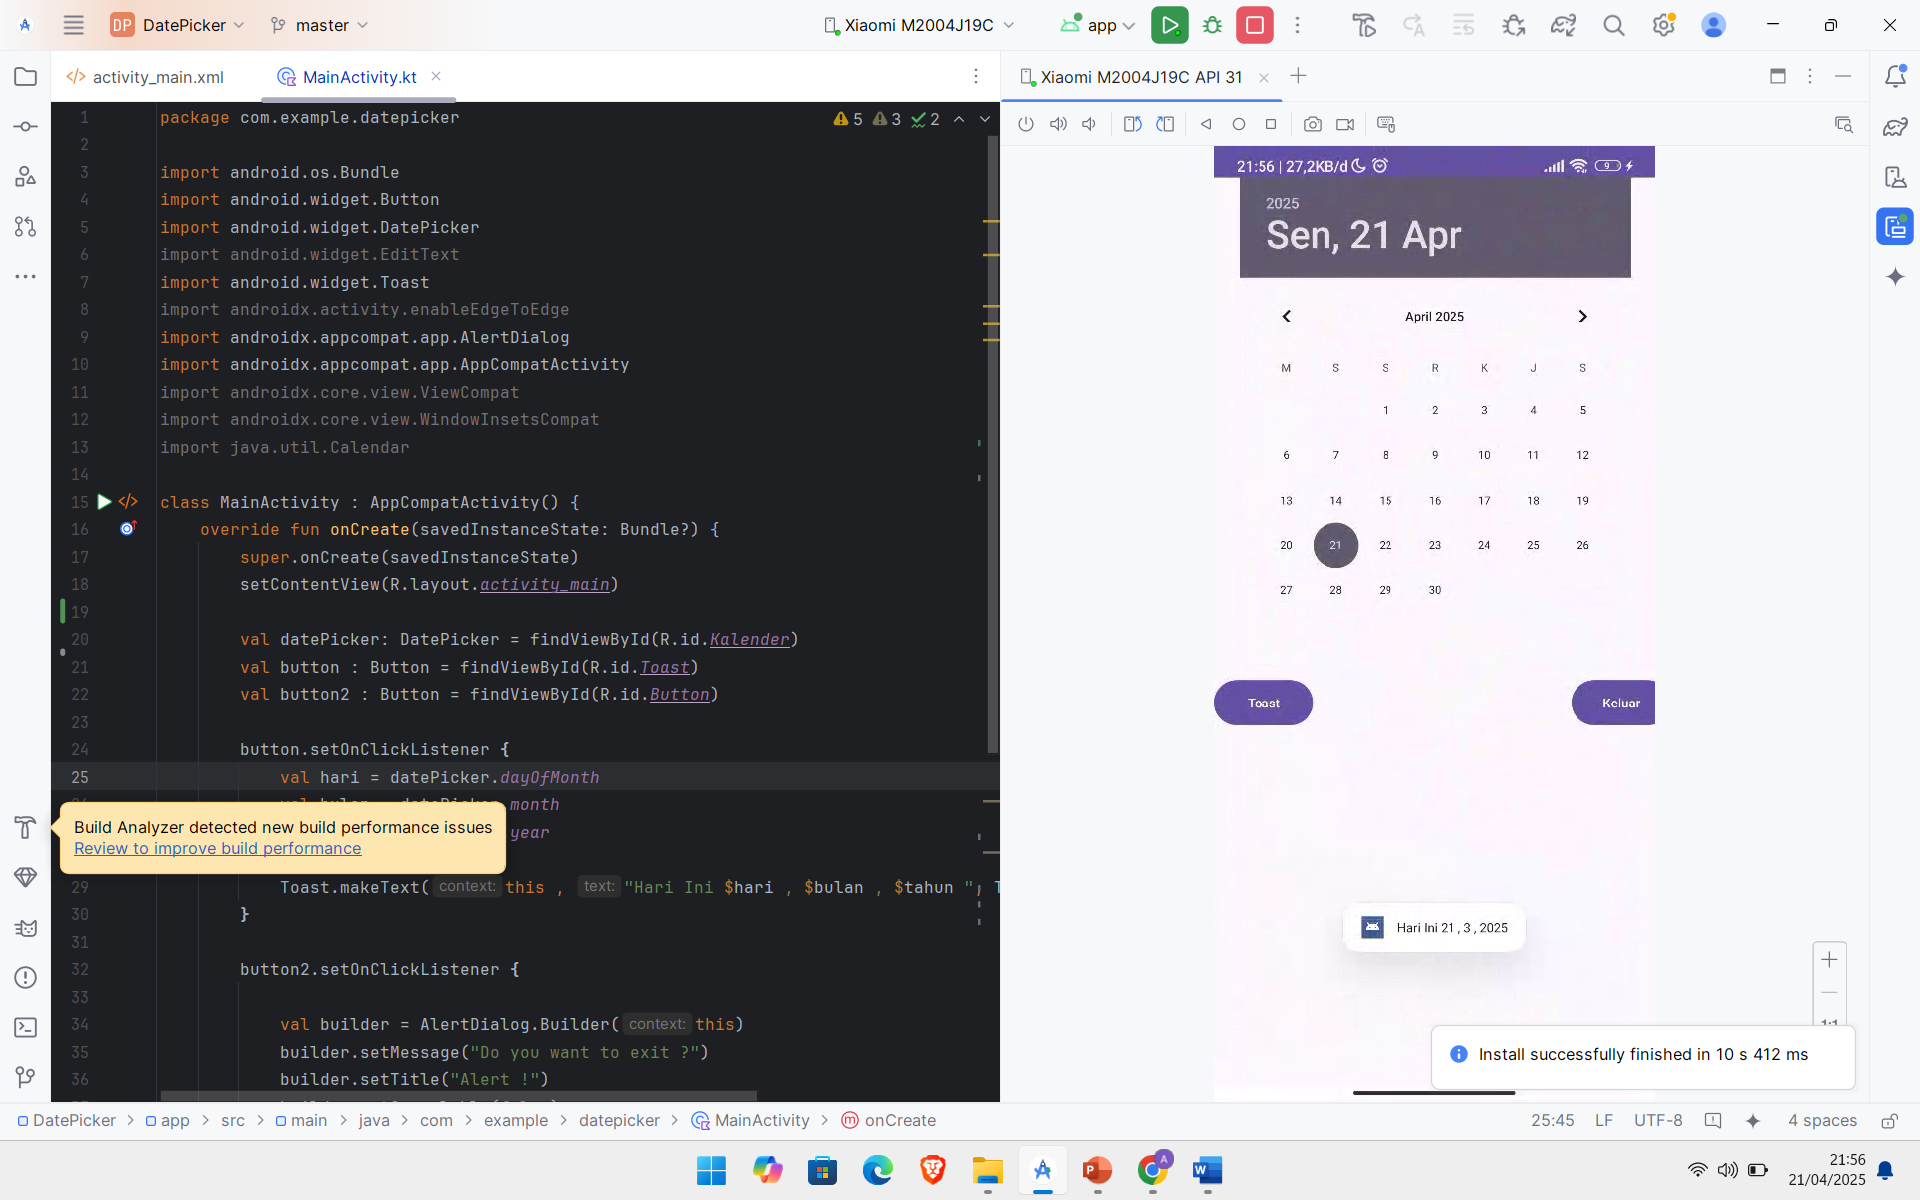 DP DatePicker master Xiaomi M2004J19C app
activity_main.xml MainActivity.kt Xiaomi M2004J19C API 31
5 3 2
1 package com.example.datepicker
2
3 import android.os.Bundle
4 import android.widget.Button
5 import android.widget.DatePicker
6 import android.widget.EditText
7 import android.widget.Toast
8 import androidx.activity.enableEdgeToEdge
9 import androidx.appcompat.app.AlertDialog
10 import androidx.appcompat.app.AppCompatActivity
11 import androidx.core.view.ViewCompat
12 import androidx.core.view.WindowInsetsCompat
13 import java.util.Calendar
14
15 class MainActivity : AppCompatActivity() {
16 override fun onCreate(savedInstanceState: Bundle?) {
17 super.onCreate(savedInstanceState)
18 setContentView(R.layout.activity_main)
19
20 val datePicker: DatePicker = findViewById(R.id.Kalender)
21 val button : Button = findViewById(R.id.Toast)
22 val button2 : Button = findViewById(R.id.Button)
23
24 button.setOnClickListener {
25 val hari = datePicker.dayOfMonth
month
year
Build Analyzer detected new build performance issues
Review to improve build performance
29 Toast.makeText( context: this , text: "Hari Ini $hari , $bulan , $tahun ", T
30 }
31
32 button2.setOnClickListener {
33
34 val builder = AlertDialog.Builder( context: this)
35 builder.setMessage("Do you want to exit ?")
36 builder.setTitle("Alert !")
21:56 | 27,2KB/d 9
2025
Sen, 21 Apr
April 2025
M S S R K J S
1 2 3 4 5
6 7 8 9 10 11 12
13 14 15 16 17 18 19
20 21 22 23 24 25 26
27 28 29 30
Toast Keluar
Hari Ini 21 , 3 , 2025
1:1
Install successfully finished in 10 s 412 ms
DatePicker > app > src > main > java > com > example > datepicker > MainActivity > onCreate
25:45 LF UTF-8 4 spaces
A
21:56
21/04/2025